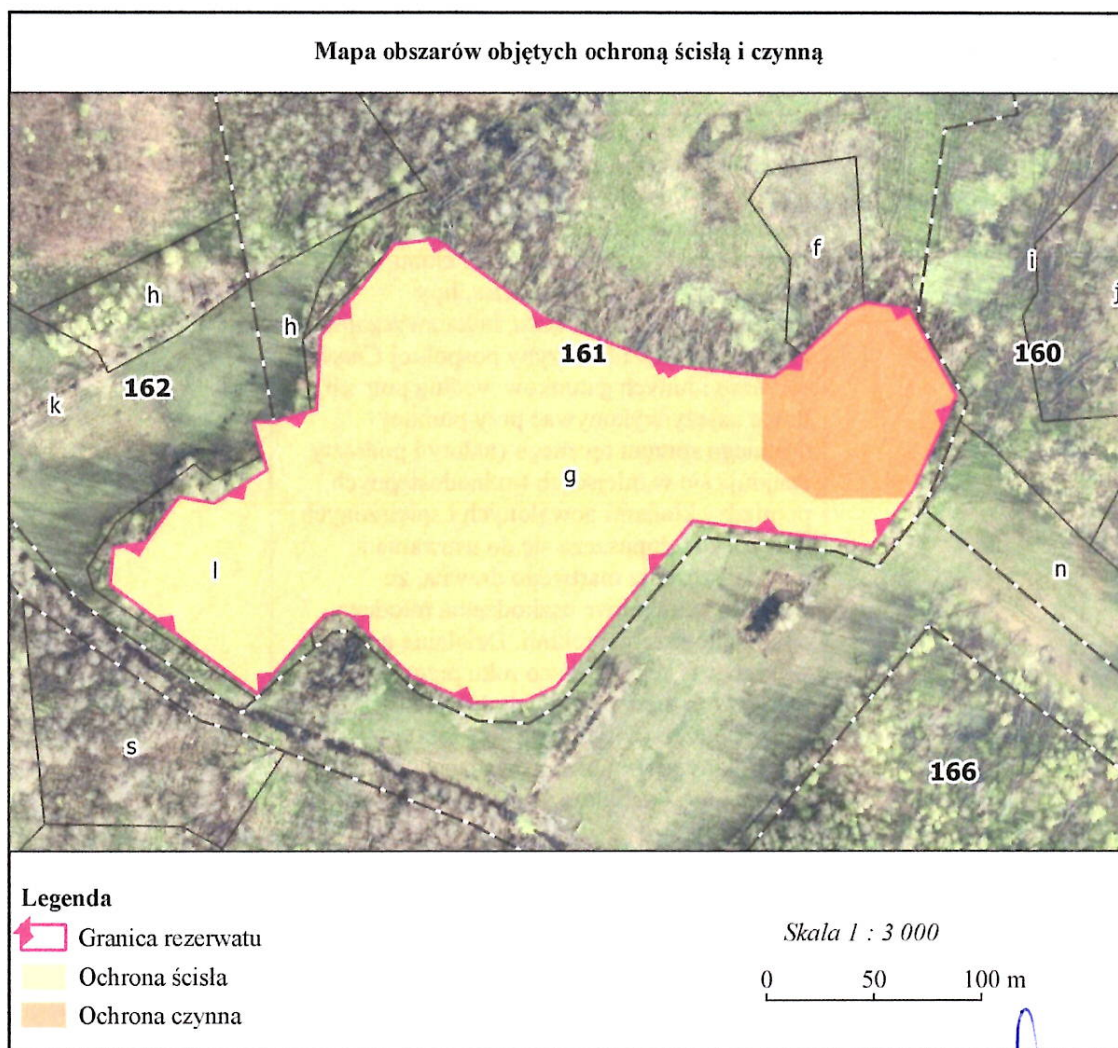 Mapa obszarów objętych ochroną ścisłą i czynną
f
i
j
h
h
161
160
162
k
g
l
n
s
166
Legenda
Granica rezerwatu
Ochrona ścisła
Ochrona czynna
Skala 1 : 3 000
0 50 100 m